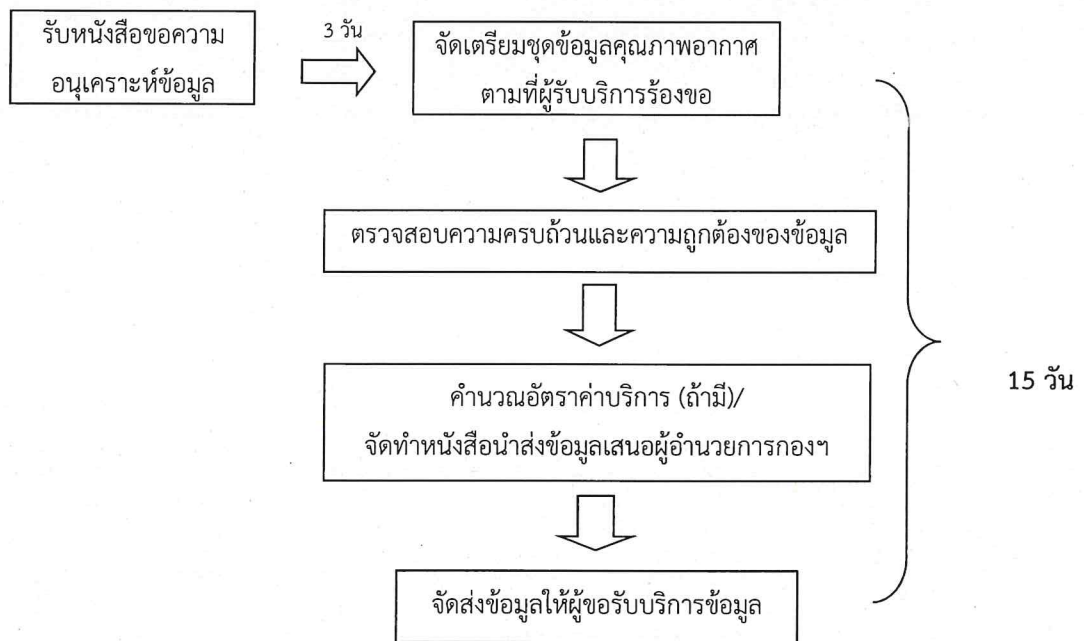 รับหนังสือขอความ
อนุเคราะห์ข้อมูล
3 วัน
จัดเตรียมชุดข้อมูลคุณภาพอากาศ
ตามที่ผู้รับบริการร้องขอ
ตรวจสอบความครบถ้วนและความถูกต้องของข้อมูล
คำนวณอัตราค่าบริการ (ถ้ามี)/
จัดทำหนังสือนำส่งข้อมูลเสนอผู้อำนวยการกองฯ
15 วัน
จัดส่งข้อมูลให้ผู้ขอรับบริการข้อมูล